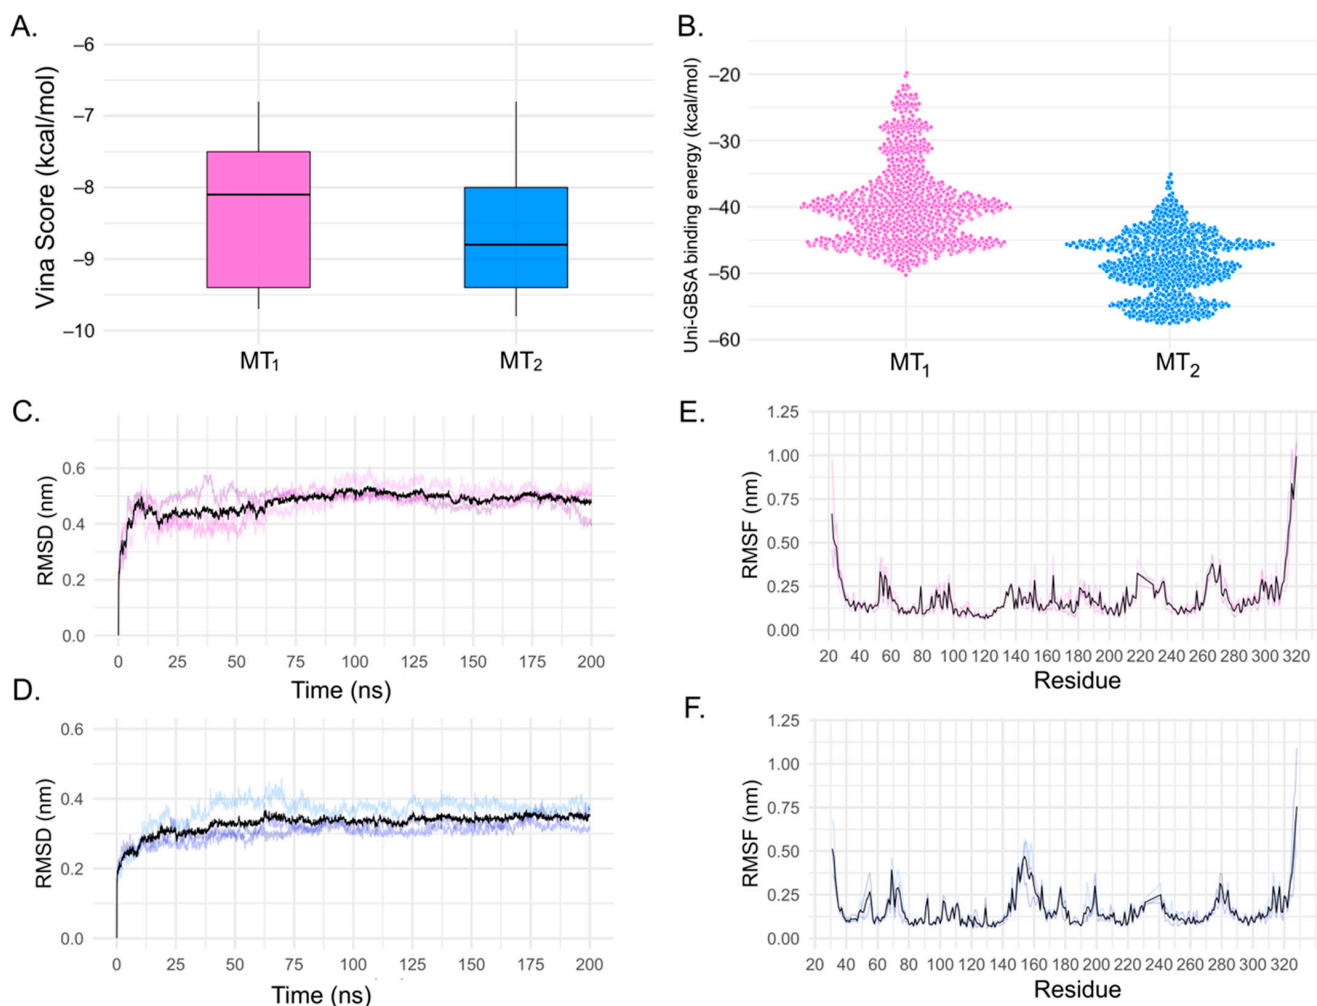 A.
Vina Score (kcal/mol)
–6
–7
–8
–9
–10
MT₁
MT₂
B.
Uni-GBSA binding energy (kcal/mol)
–20
–30
–40
–50
–60
MT₁
MT₂
C.
RMSD (nm)
0.6
0.4
0.2
0.0
0 25 50 75 100 125 150 175 200
Time (ns)
D.
RMSD (nm)
0.6
0.4
0.2
0.0
0 25 50 75 100 125 150 175 200
Time (ns)
E.
RMSF (nm)
1.25
1.00
0.75
0.50
0.25
0.00
20 40 60 80 100 120 140 160 180 200 220 240 260 280 300 320
Residue
F.
RMSF (nm)
1.25
1.00
0.75
0.50
0.25
0.00
20 40 60 80 100 120 140 160 180 200 220 240 260 280 300 320
Residue